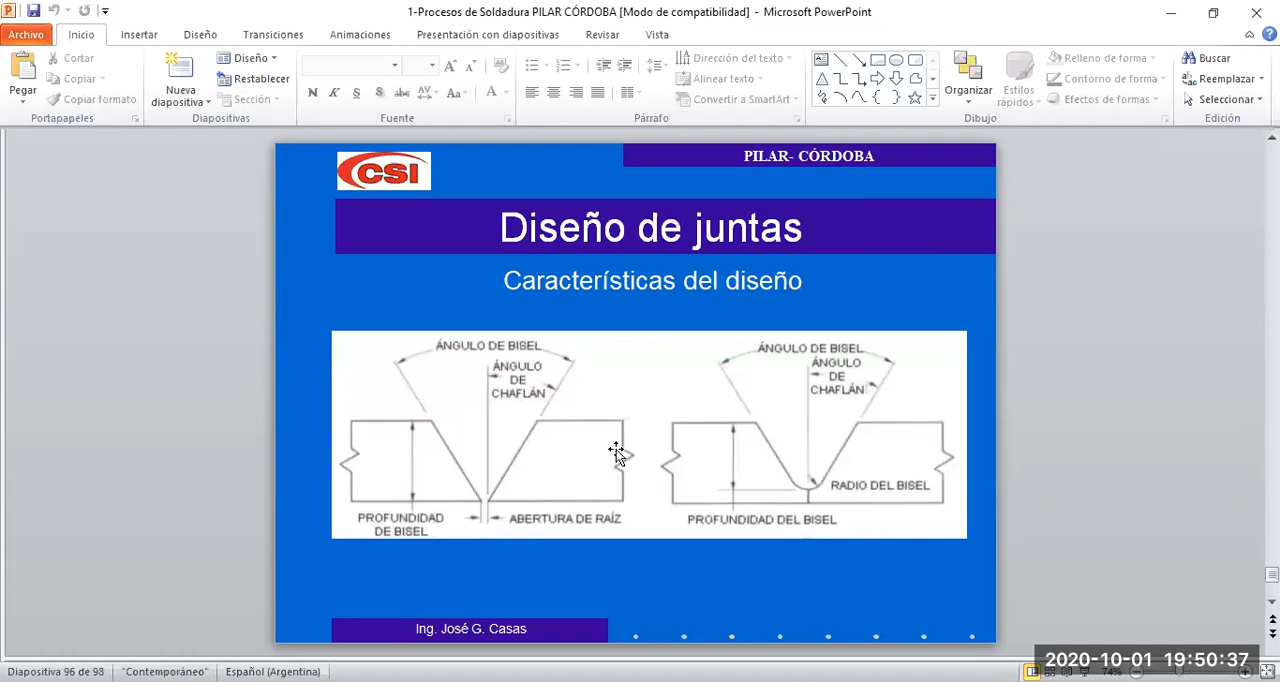 1-Procesos de Soldadura PILAR CÓRDOBA [Modo de compatibilidad] - Microsoft PowerPoint
Archivo Inicio Insertar Diseño Transiciones Animaciones Presentación con diapositivas Revisar Vista
Pegar
Cortar
Copiar
Copiar formato
Portapapeles
Nueva
diapositiva
Diseño
Restablecer
Sección
Diapositivas
N K S S abc AV Aa A
Fuente
Dirección del texto
Alinear texto
Convertir a SmartArt
Párrafo
Organizar
Estilos
rápidos
Relleno de forma
Contorno de forma
Efectos de formas
Dibujo
Buscar
Reemplazar
Seleccionar
Edición
CSI
PILAR- CÓRDOBA
Diseño de juntas
Características del diseño
ÁNGULO DE BISEL
ÁNGULO
DE
CHAFLÁN
PROFUNDIDAD
DE BISEL
ABERTURA DE RAÍZ
ÁNGULO DE BISEL
ÁNGULO
DE
CHAFLÁN
RADIO DEL BISEL
PROFUNDIDAD DEL BISEL
Ing. José G. Casas
Diapositiva 96 de 98 "Contemporáneo" Español (Argentina)
74%
2020-10-01 19:50:37